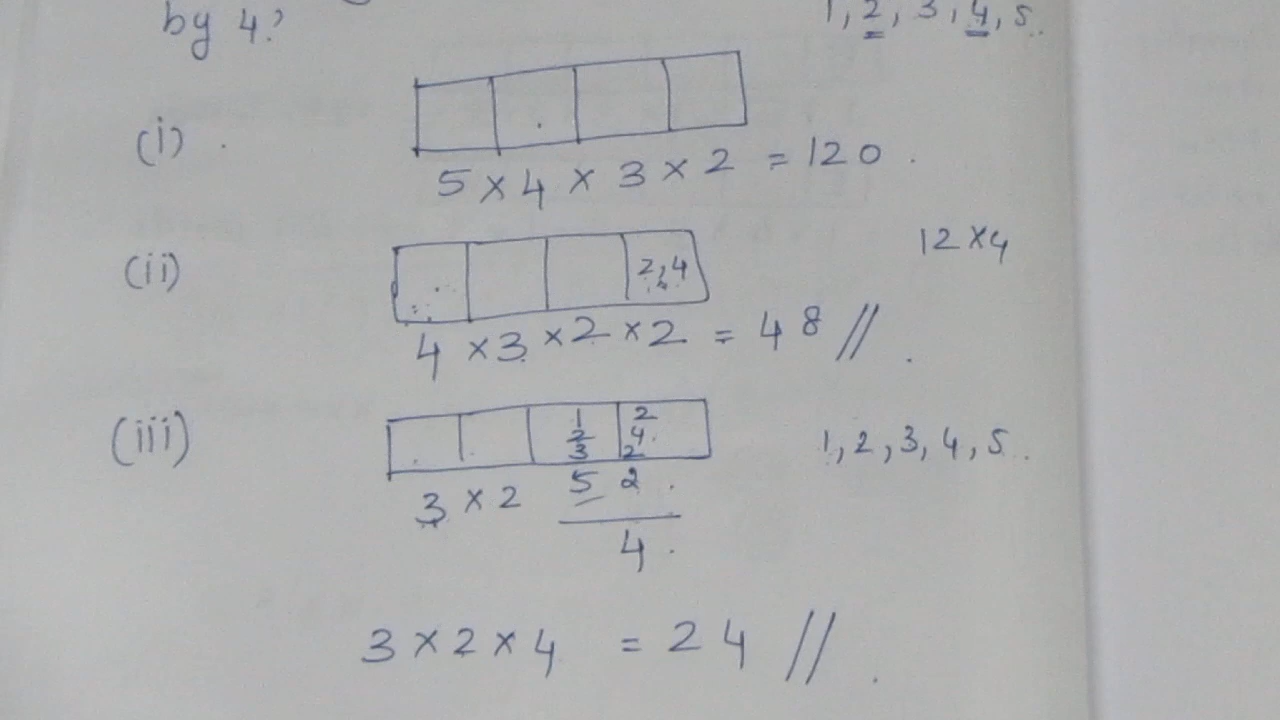 by 4?
1, 2, 3, 4, 5.
(i)
5 × 4 × 3 × 2 = 120.
12 × 4
(ii)
2, 4
4 × 3 × 2 × 2 = 48 //
(iii)
1 2
2 4
3 2
5 2
1, 2, 3, 4, 5..
3 × 2
4.
3 × 2 × 4 = 24 //